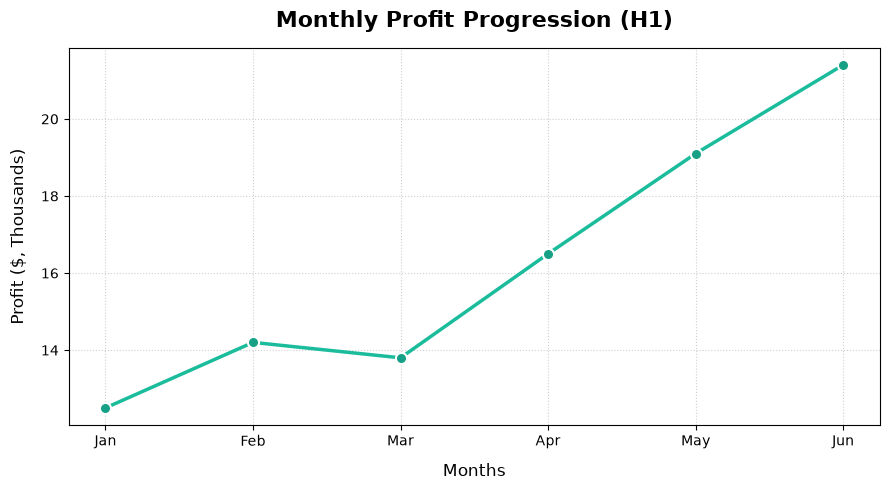 Monthly Profit Progression (H1)
Profit ($, Thousands)
20
18
16
14
Jan Feb Mar Apr May Jun
Months